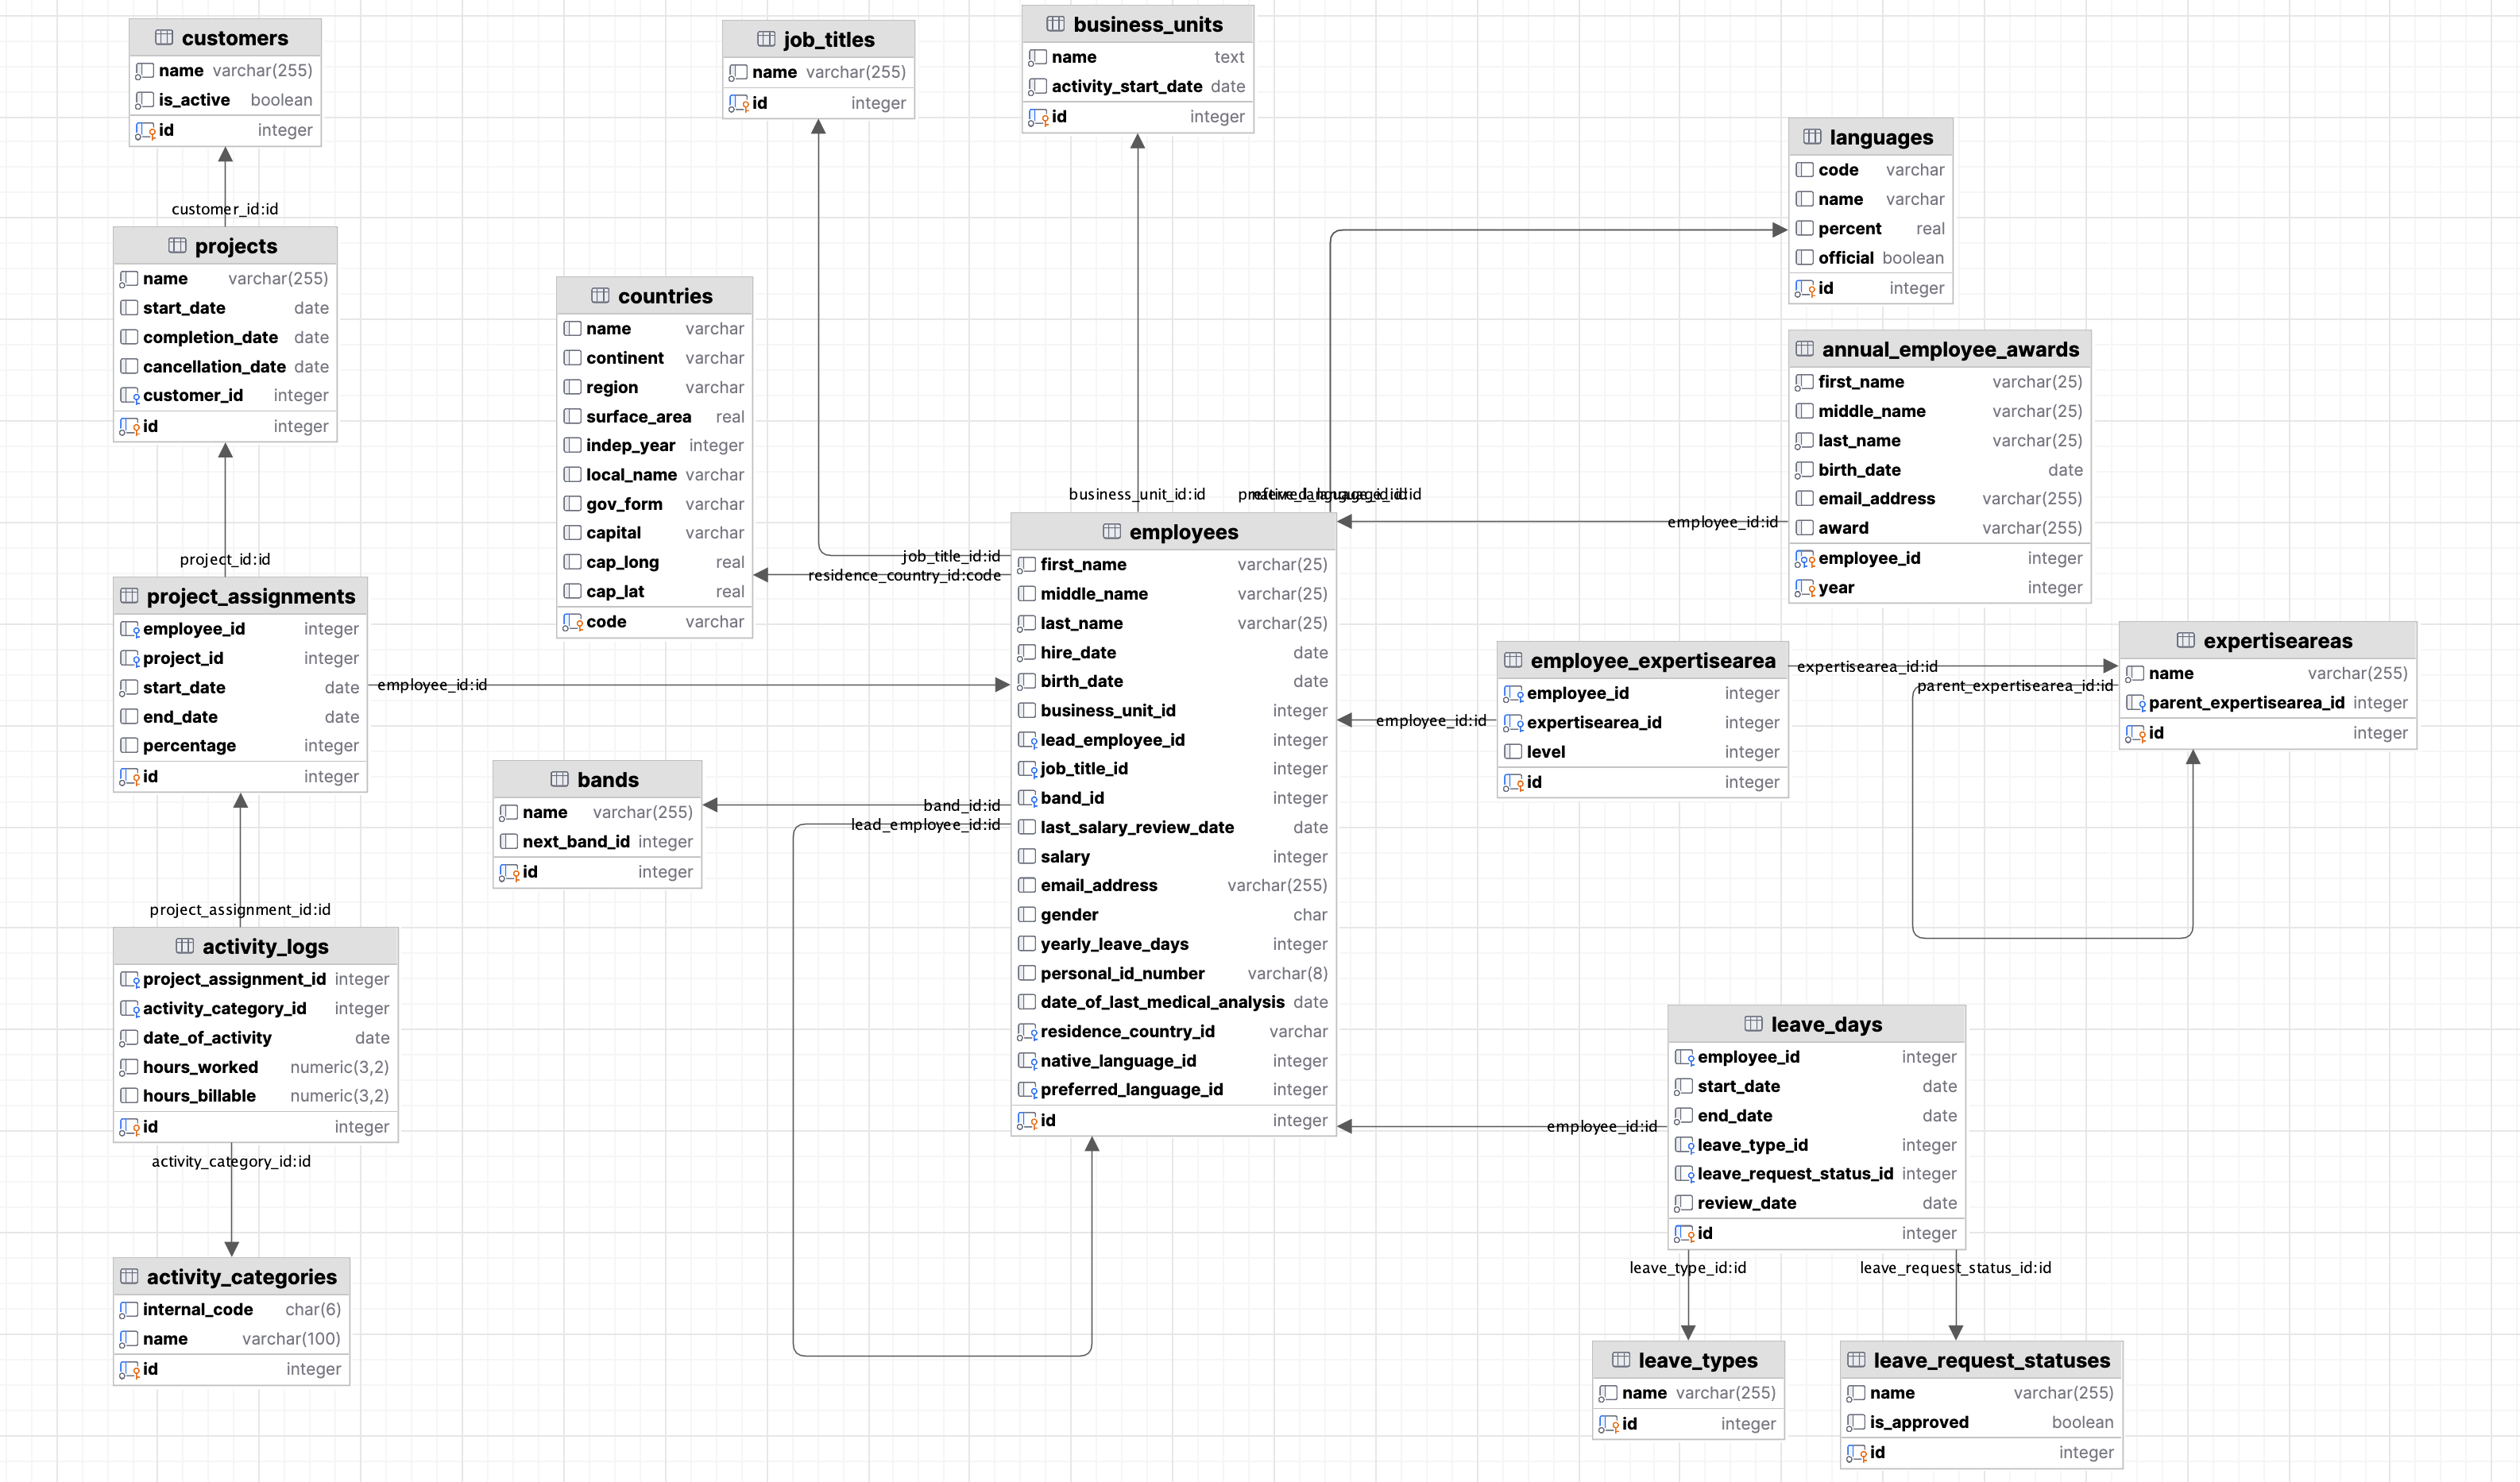 customers
name varchar(255)
is_active boolean
id integer
customer_id:id
projects
name varchar(255)
start_date date
completion_date date
cancellation_date date
customer_id integer
id integer
project_id:id
project_assignments
employee_id integer
project_id integer
start_date date
end_date date
percentage integer
id integer
employee_id:id
project_assignment_id:id
activity_logs
project_assignment_id integer
activity_category_id integer
date_of_activity date
hours_worked numeric(3,2)
hours_billable numeric(3,2)
id integer
activity_category_id:id
activity_categories
internal_code char(6)
name varchar(100)
id integer
job_titles
name varchar(255)
id integer
countries
name varchar
continent varchar
region varchar
surface_area real
indep_year integer
local_name varchar
gov_form varchar
capital varchar
cap_long real
cap_lat real
code varchar
bands
name varchar(255)
next_band_id integer
id integer
business_units
name text
activity_start_date date
id integer
business_unit_id:id
job_title_id:id
residence_country_id:code
band_id:id
lead_employee_id:id
employees
first_name varchar(25)
middle_name varchar(25)
last_name varchar(25)
hire_date date
birth_date date
business_unit_id integer
lead_employee_id integer
job_title_id integer
band_id integer
last_salary_review_date date
salary integer
email_address varchar(255)
gender char
yearly_leave_days integer
personal_id_number varchar(8)
date_of_last_medical_analysis date
residence_country_id varchar
native_language_id integer
preferred_language_id integer
id integer
languages
code varchar
name varchar
percent real
official boolean
id integer
annual_employee_awards
first_name varchar(25)
middle_name varchar(25)
last_name varchar(25)
birth_date date
email_address varchar(255)
award varchar(255)
employee_id integer
year integer
employee_id:id
employee_expertisearea
employee_id integer
expertisearea_id integer
level integer
id integer
employee_id:id
expertisearea_id:id
parent_expertisearea_id:id
expertiseareas
name varchar(255)
parent_expertisearea_id integer
id integer
leave_days
employee_id integer
start_date date
end_date date
leave_type_id integer
leave_request_status_id integer
review_date date
id integer
employee_id:id
leave_type_id:id
leave_request_status_id:id
leave_types
name varchar(255)
id integer
leave_request_statuses
name varchar(255)
is_approved boolean
id integer